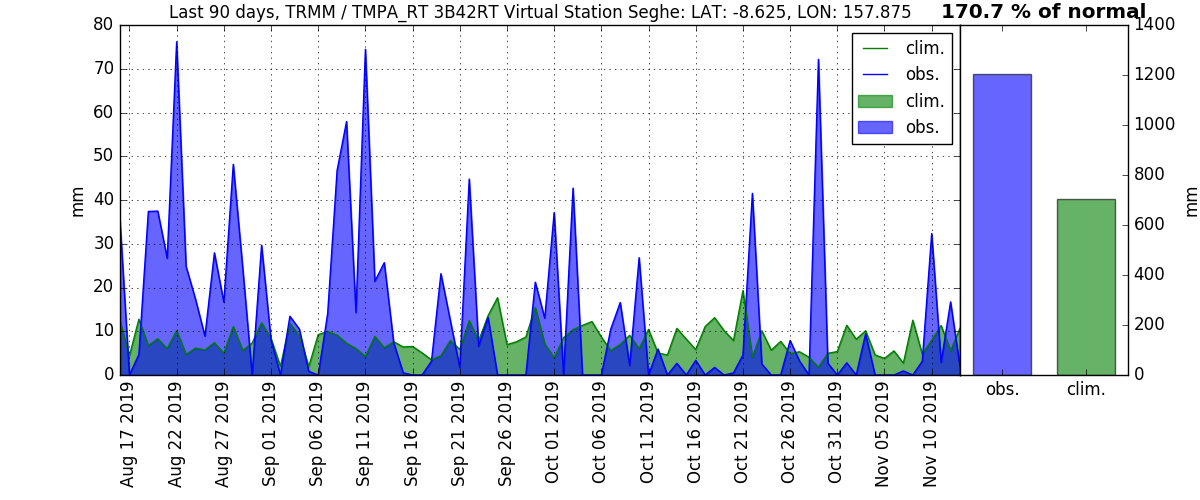 Last 90 days, TRMM / TMPA_RT 3B42RT Virtual Station Seghe: LAT: -8.625, LON: 157.875
170.7 % of normal
80
70
60
50
40
30
20
10
0
mm
clim.
obs.
clim.
obs.
1400
1200
1000
800
600
400
200
0
mm
Aug 17 2019
Aug 22 2019
Aug 27 2019
Sep 01 2019
Sep 06 2019
Sep 11 2019
Sep 16 2019
Sep 21 2019
Sep 26 2019
Oct 01 2019
Oct 06 2019
Oct 11 2019
Oct 16 2019
Oct 21 2019
Oct 26 2019
Oct 31 2019
Nov 05 2019
Nov 10 2019
obs.
clim.